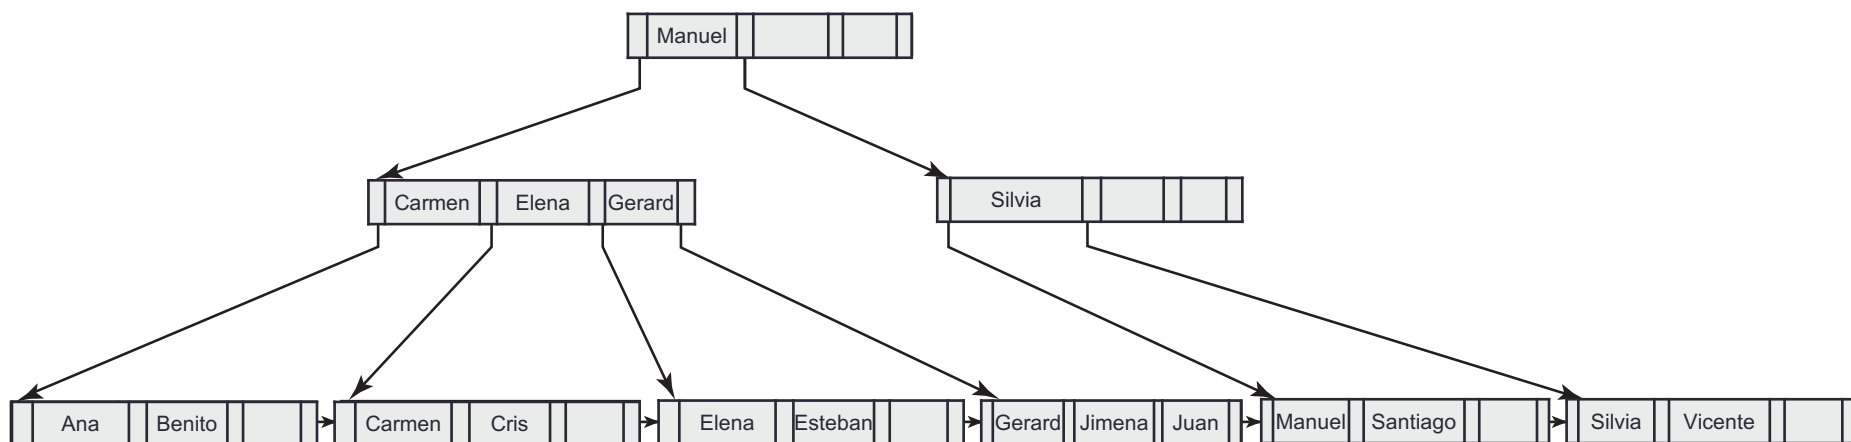 Manuel
Carmen Elena Gerard
Silvia
Ana Benito Carmen Cris Elena Esteban Gerard Jimena Juan Manuel Santiago Silvia Vicente